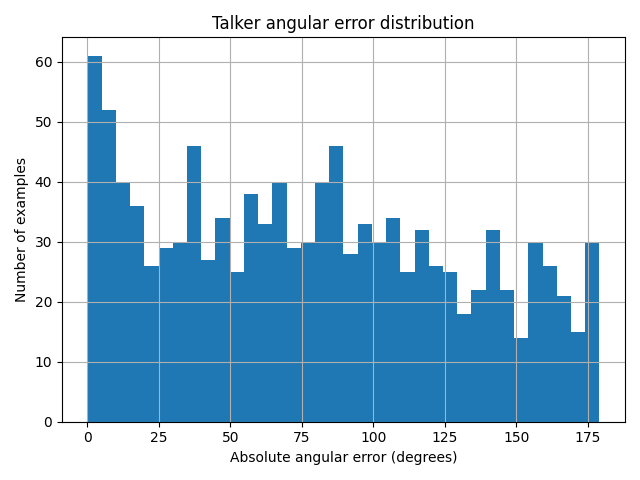 Talker angular error distribution
Number of examples
60
50
40
30
20
10
0
0 25 50 75 100 125 150 175
Absolute angular error (degrees)